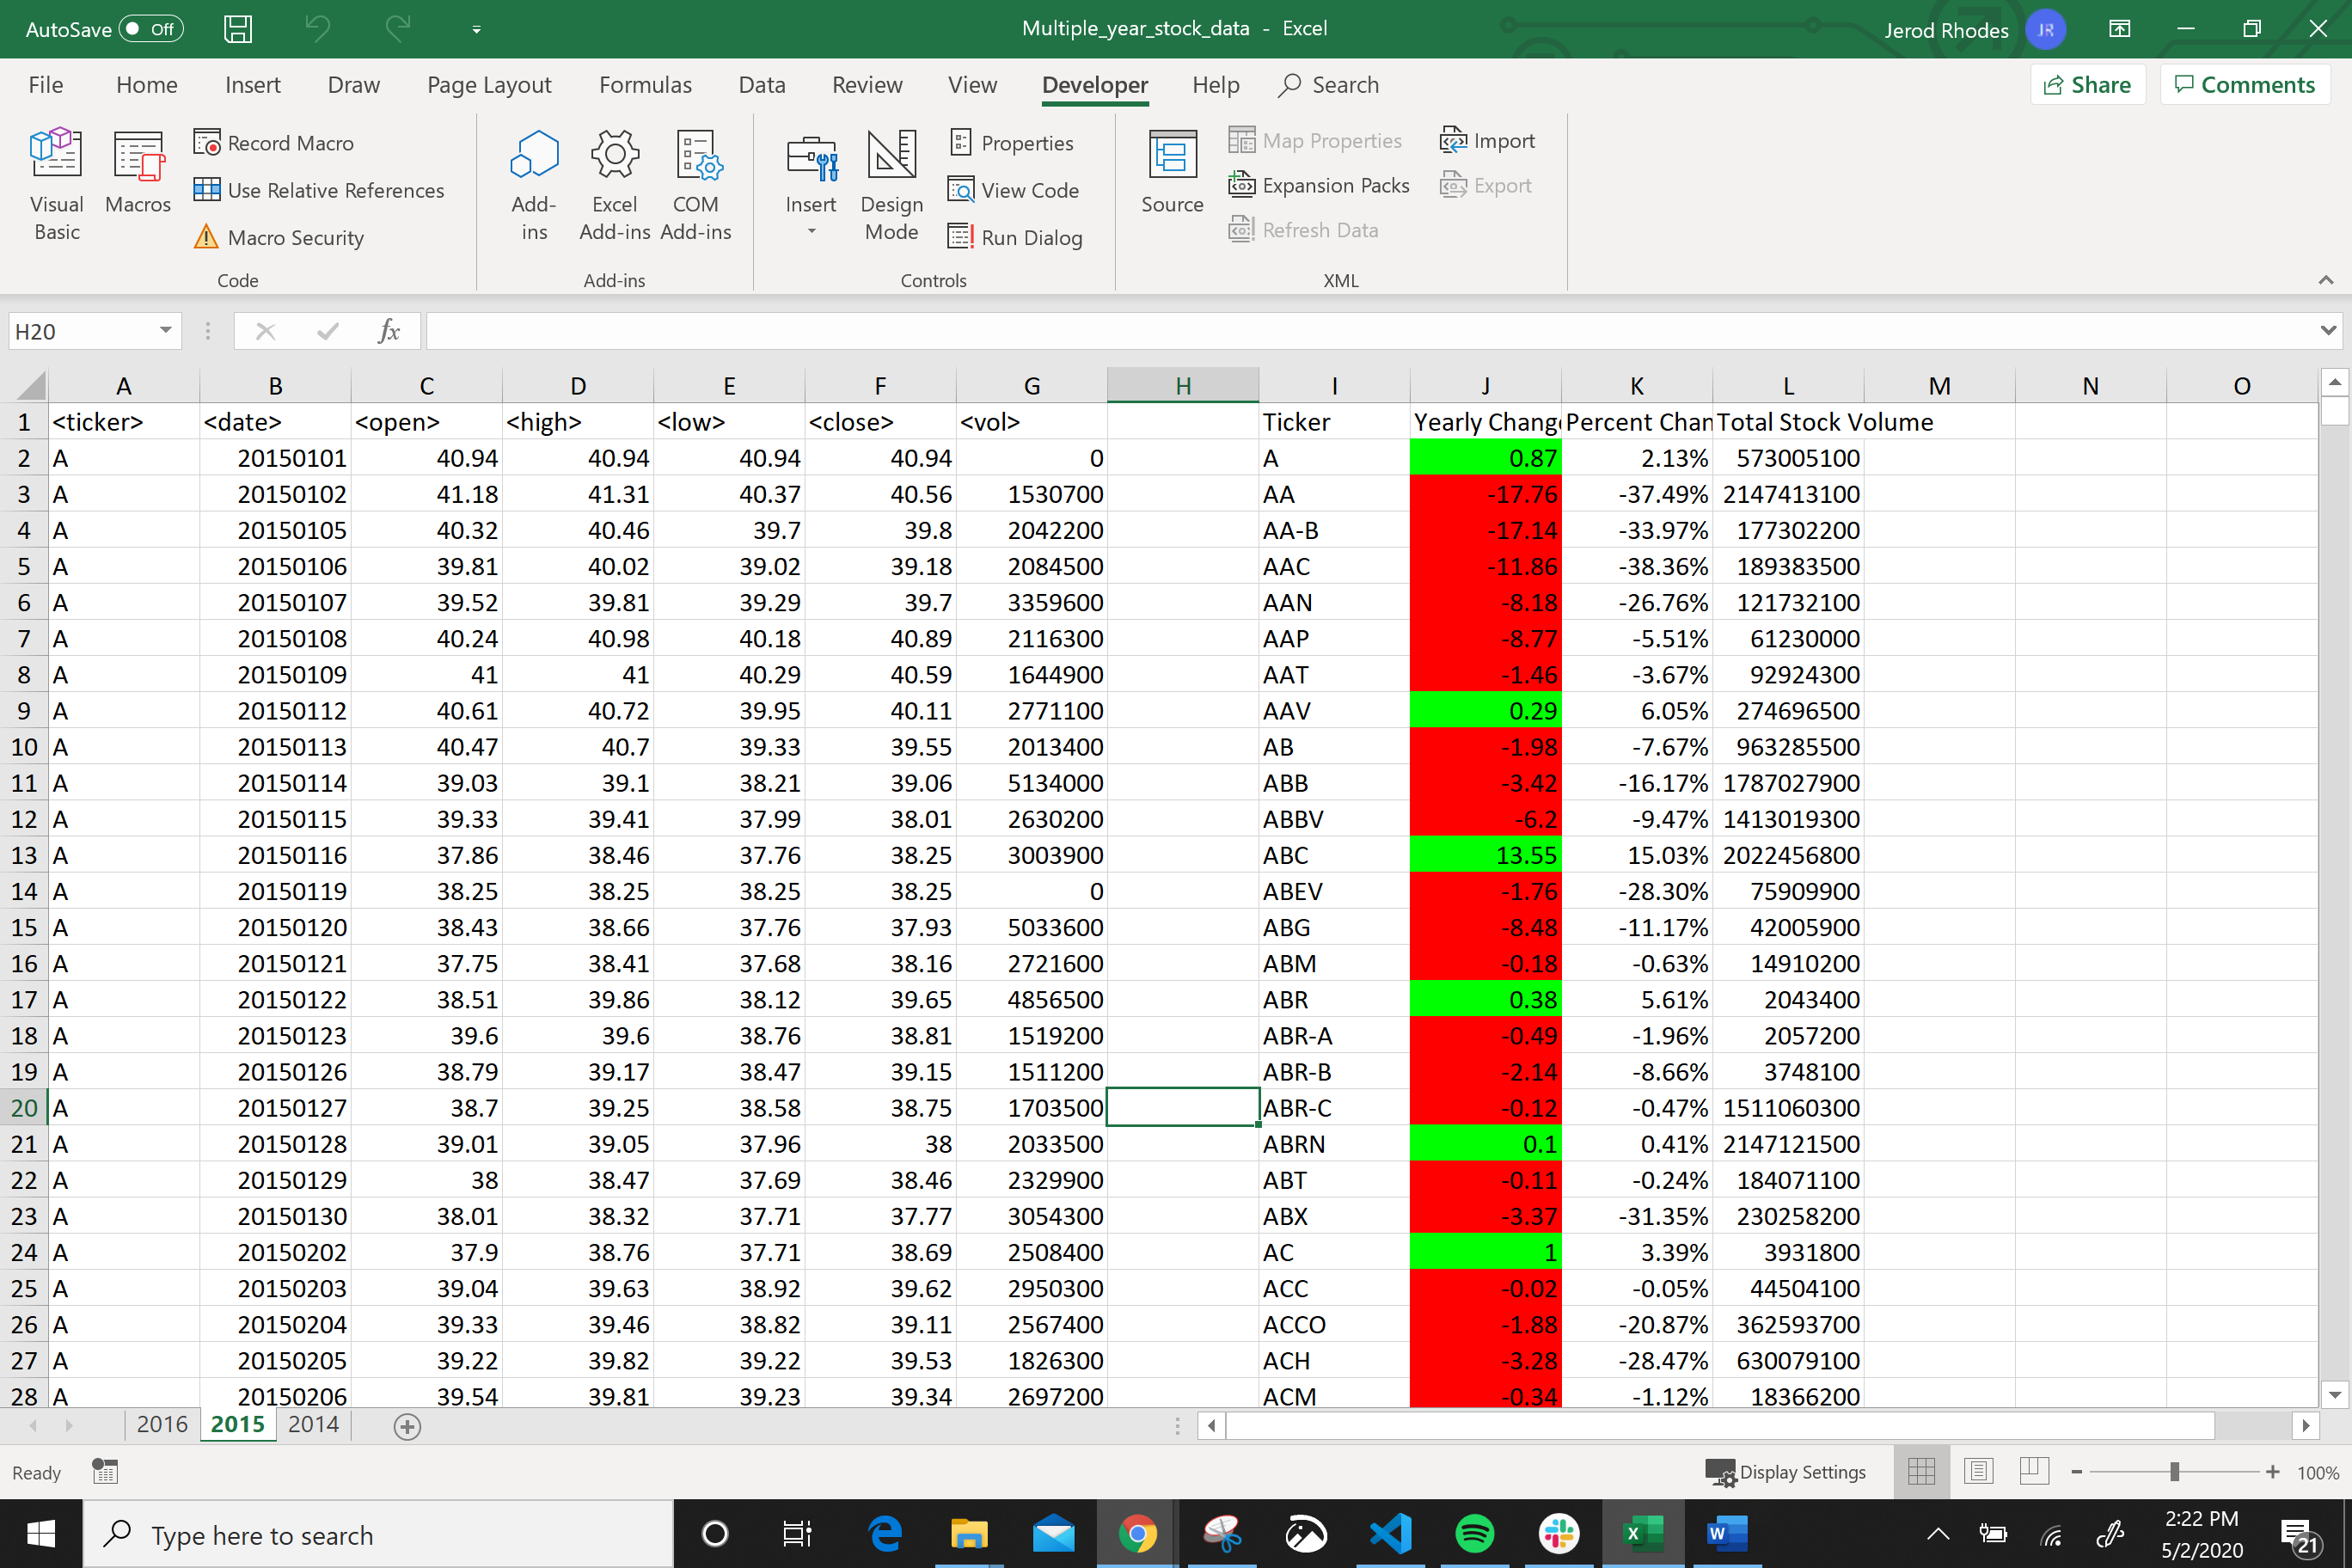 AutoSave Off Multiple_year_stock_data - Excel Jerod Rhodes JR
File Home Insert Draw Page Layout Formulas Data Review View Developer Help Search Share Comments
Visual Basic Macros Record Macro Use Relative References Macro Security Add-ins Excel Add-ins COM Add-ins Insert Design Mode Properties View Code Run Dialog Source Map Properties Expansion Packs Refresh Data Import Export
Code Add-ins Controls XML
H20 fx
A B C D E F G H I J K L M N O
1 <ticker> <date> <open> <high> <low> <close> <vol> Ticker Yearly Change Percent Chan Total Stock Volume
2 A 20150101 40.94 40.94 40.94 40.94 0 A 0.87 2.13% 573005100
3 A 20150102 41.18 41.31 40.37 40.56 1530700 AA -17.76 -37.49% 2147413100
4 A 20150105 40.32 40.46 39.7 39.8 2042200 AA-B -17.14 -33.97% 177302200
5 A 20150106 39.81 40.02 39.02 39.18 2084500 AAC -11.86 -38.36% 189383500
6 A 20150107 39.52 39.81 39.29 39.7 3359600 AAN -8.18 -26.76% 121732100
7 A 20150108 40.24 40.98 40.18 40.89 2116300 AAP -8.77 -5.51% 61230000
8 A 20150109 41 41 40.29 40.59 1644900 AAT -1.46 -3.67% 92924300
9 A 20150112 40.61 40.72 39.95 40.11 2771100 AAV 0.29 6.05% 274696500
10 A 20150113 40.47 40.7 39.33 39.55 2013400 AB -1.98 -7.67% 963285500
11 A 20150114 39.03 39.1 38.21 39.06 5134000 ABB -3.42 -16.17% 1787027900
12 A 20150115 39.33 39.41 37.99 38.01 2630200 ABBV -6.2 -9.47% 1413019300
13 A 20150116 37.86 38.46 37.76 38.25 3003900 ABC 13.55 15.03% 2022456800
14 A 20150119 38.25 38.25 38.25 38.25 0 ABEV -1.76 -28.30% 75909900
15 A 20150120 38.43 38.66 37.76 37.93 5033600 ABG -8.48 -11.17% 42005900
16 A 20150121 37.75 38.41 37.68 38.16 2721600 ABM -0.18 -0.63% 14910200
17 A 20150122 38.51 39.86 38.12 39.65 4856500 ABR 0.38 5.61% 2043400
18 A 20150123 39.6 39.6 38.76 38.81 1519200 ABR-A -0.49 -1.96% 2057200
19 A 20150126 38.79 39.17 38.47 39.15 1511200 ABR-B -2.14 -8.66% 3748100
20 A 20150127 38.7 39.25 38.58 38.75 1703500 ABR-C -0.12 -0.47% 1511060300
21 A 20150128 39.01 39.05 37.96 38 2033500 ABRN 0.1 0.41% 2147121500
22 A 20150129 38 38.47 37.69 38.46 2329900 ABT -0.11 -0.24% 184071100
23 A 20150130 38.01 38.32 37.71 37.77 3054300 ABX -3.37 -31.35% 230258200
24 A 20150202 37.9 38.76 37.71 38.69 2508400 AC 1 3.39% 3931800
25 A 20150203 39.04 39.63 38.92 39.62 2950300 ACC -0.02 -0.05% 44504100
26 A 20150204 39.33 39.46 38.82 39.11 2567400 ACCO -1.88 -20.87% 362593700
27 A 20150205 39.22 39.82 39.22 39.53 1826300 ACH -3.28 -28.47% 630079100
28 A 20150206 39.54 39.81 39.23 39.34 2697200 ACM -0.34 -1.12% 18366200
2016 2015 2014
Ready Display Settings 100%
Type here to search 2:22 PM
5/2/2020 21